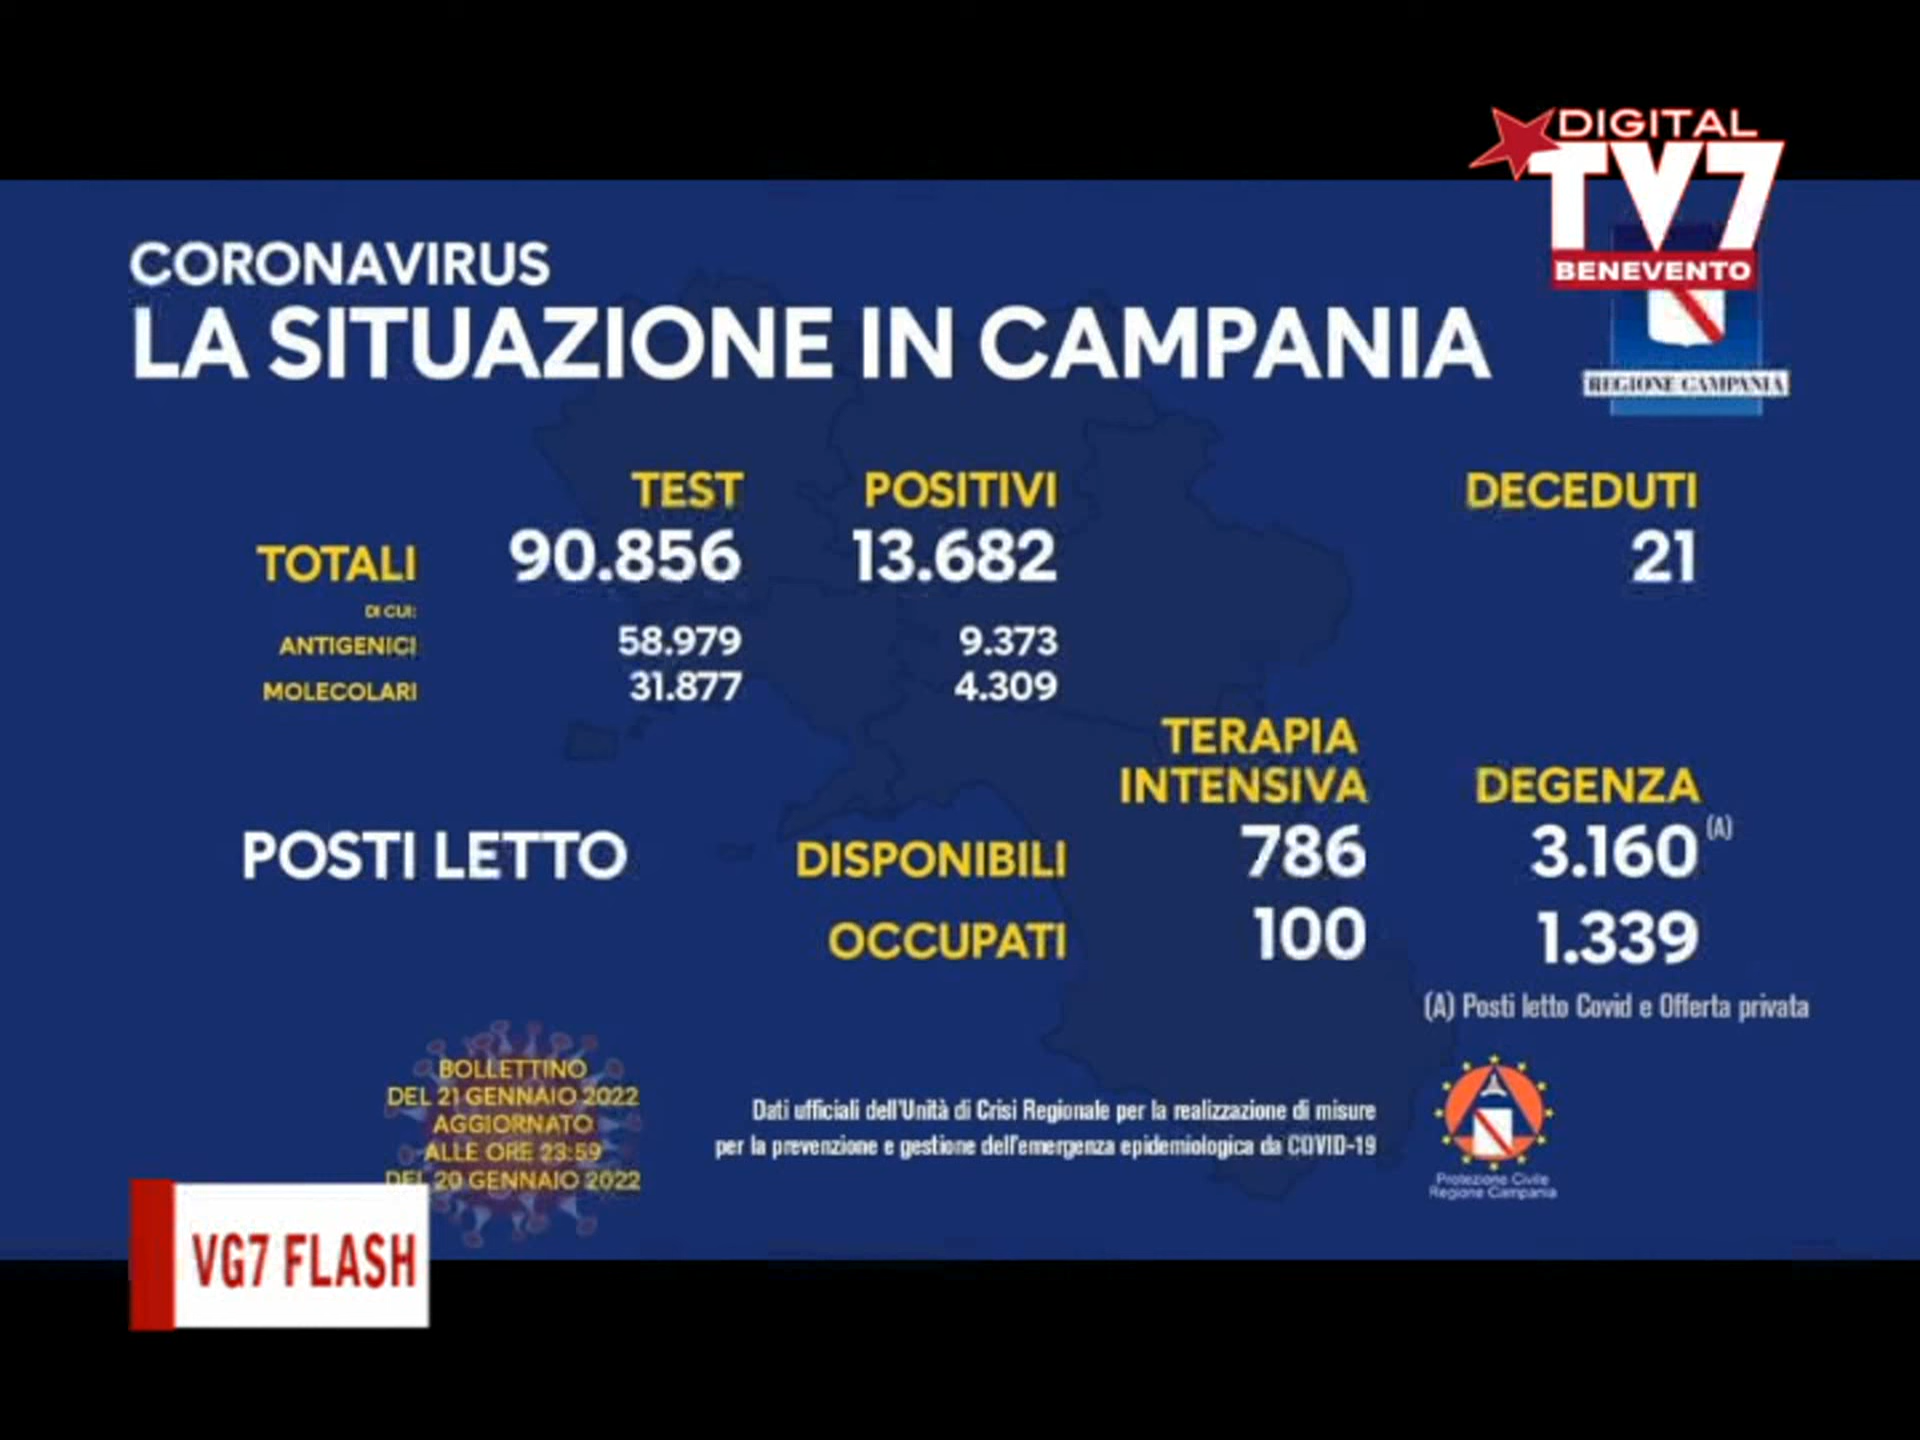 DIGITAL
TV7
BENEVENTO
CORONAVIRUS
LA SITUAZIONE IN CAMPANIA
REGIONE CAMPANIA
TEST POSITIVI DECEDUTI
TOTALI 90.856 13.682 21
DI CUI:
ANTIGENICI 58.979 9.373
MOLECOLARI 31.877 4.309
TERAPIA
INTENSIVA DEGENZA
POSTI LETTO DISPONIBILI 786 3.160 (A)
OCCUPATI 100 1.339
(A) Posti letto Covid e Offerta privata
BOLLETTINO
DEL 21 GENNAIO 2022
AGGIORNATO
ALLE ORE 23:59
DEL 20 GENNAIO 2022
Dati ufficiali dell'Unità di Crisi Regionale per la realizzazione di misure
per la prevenzione e gestione dell'emergenza epidemiologica da COVID-19
Protezione Civile
Regione Campania
VG7 FLASH